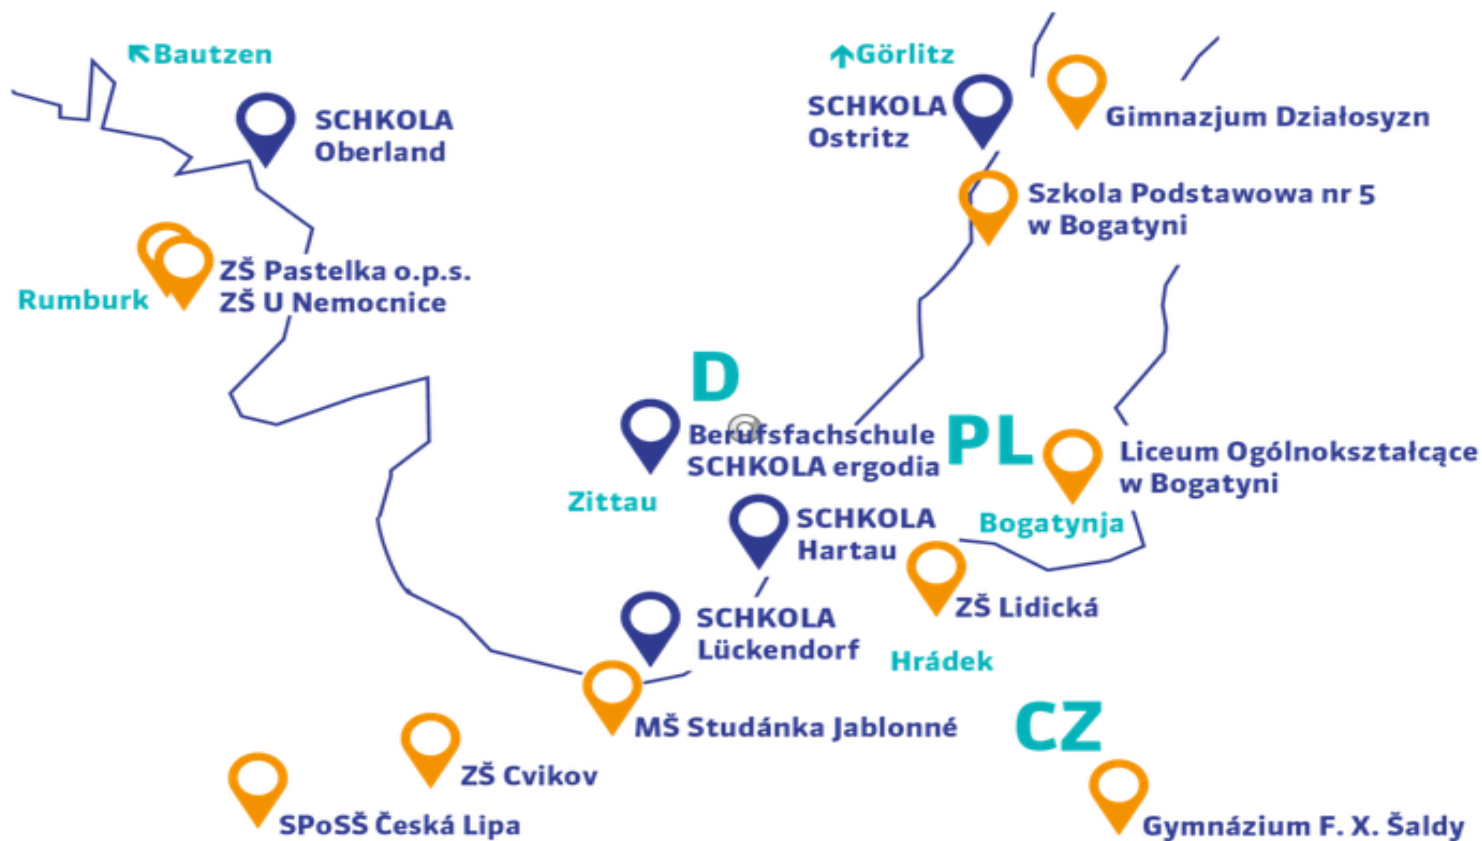 Bautzen
Görlitz
SCHKOLA
Oberland
SCHKOLA
Ostritz
Gimnazjum Działosyzn
Szkola Podstawowa nr 5
w Bogatyni
ZŠ Pastelka o.p.s.
ZŠ U Nemocnice
Rumburk
D
Berufsfachschule
SCHKOLA ergodia
PL
Liceum Ogólnokształcące
w Bogatyni
Zittau
SCHKOLA
Hartau
Bogatynja
ZŠ Lidická
SCHKOLA
Lückendorf
Hrádek
MŠ Studánka Jablonné
CZ
ZŠ Cvikov
SPoSŠ Česká Lipa
Gymnázium F. X. Šaldy